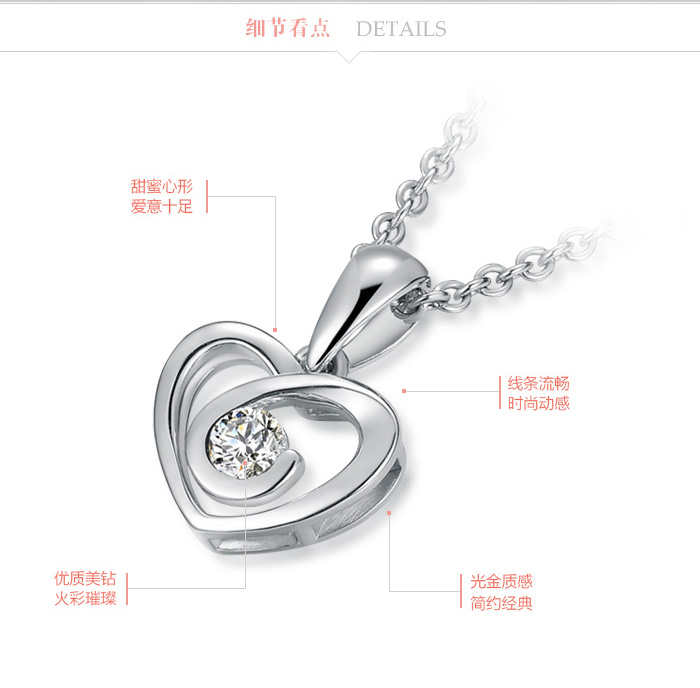 细节看点 DETAILS
甜蜜心形
爱意十足
线条流畅
时尚动感
优质美钻
火彩璀璨
光金质感
简约经典